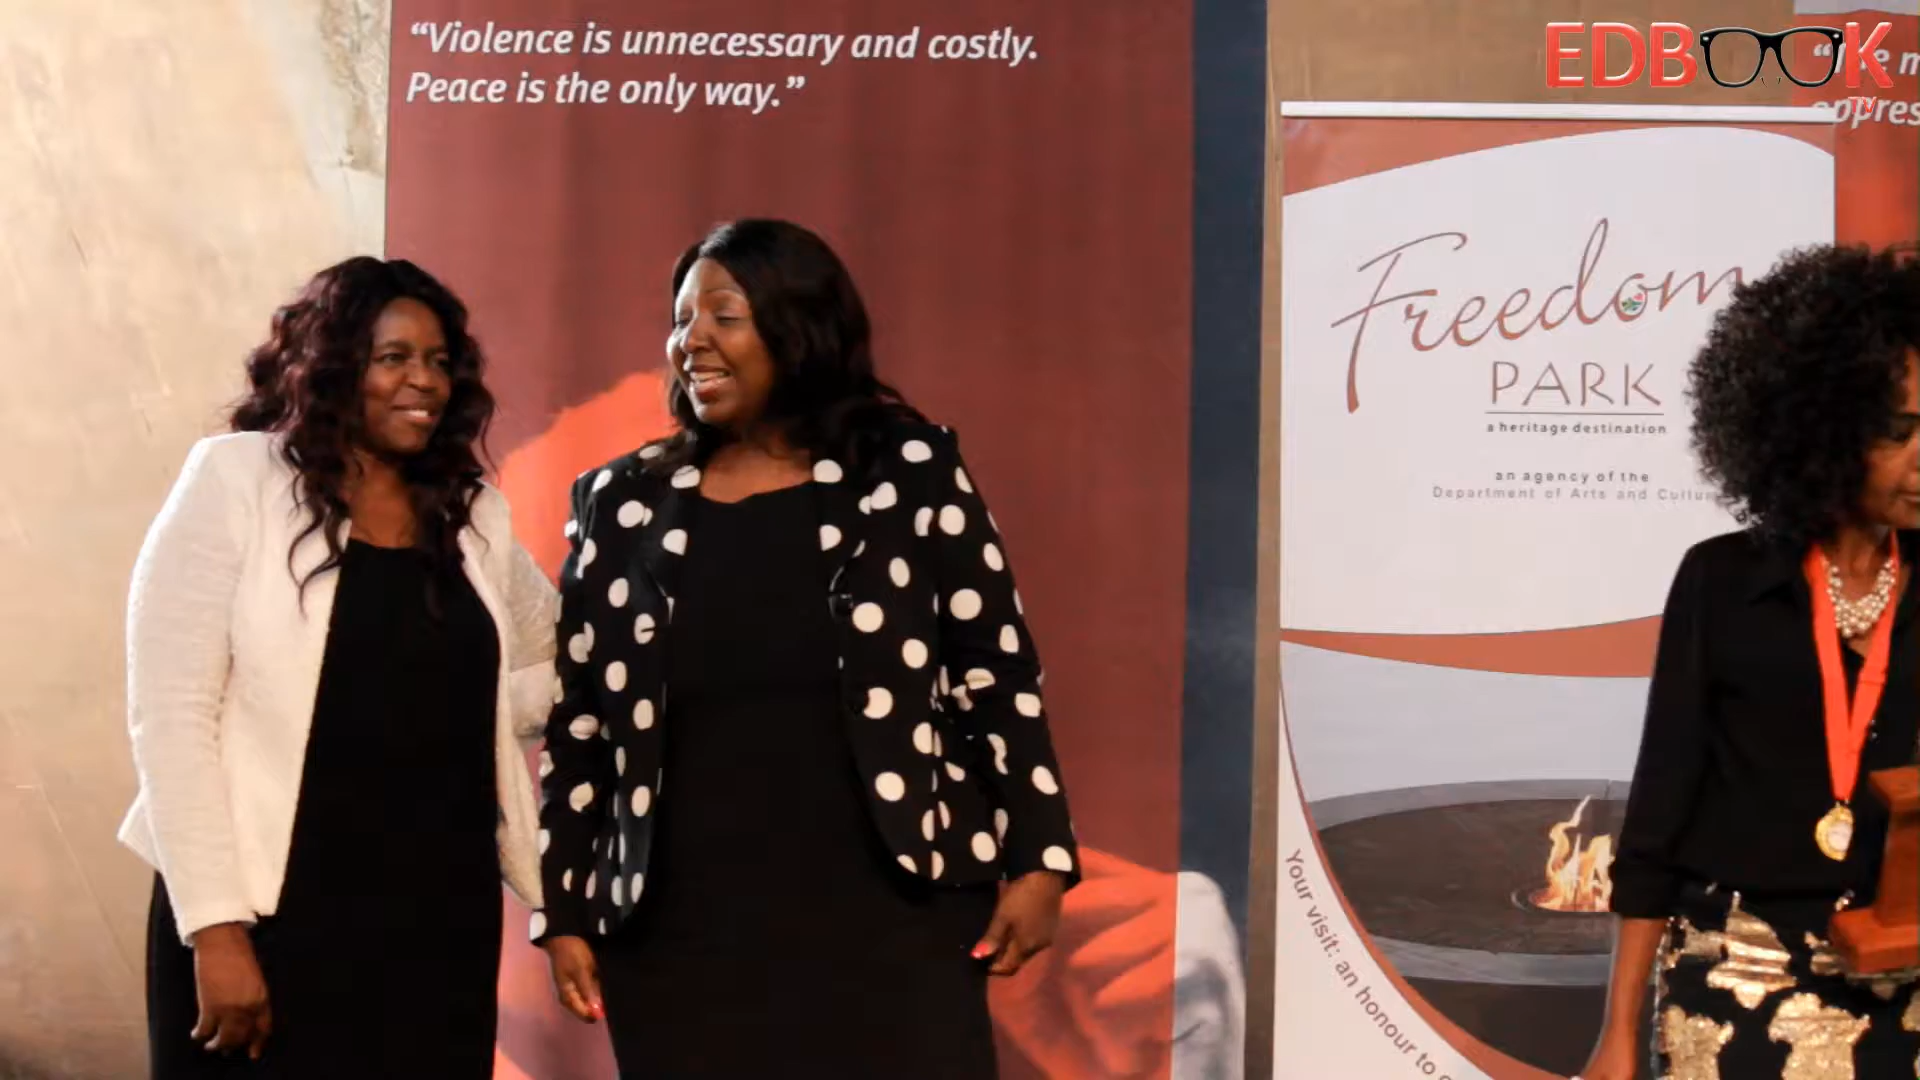 “Violence is unnecessary and costly.
Peace is the only way.”
EDBOOK
TV
Freedom
PARK
a heritage destination
an agency of the
Department of Arts and
Your visit: an honour to